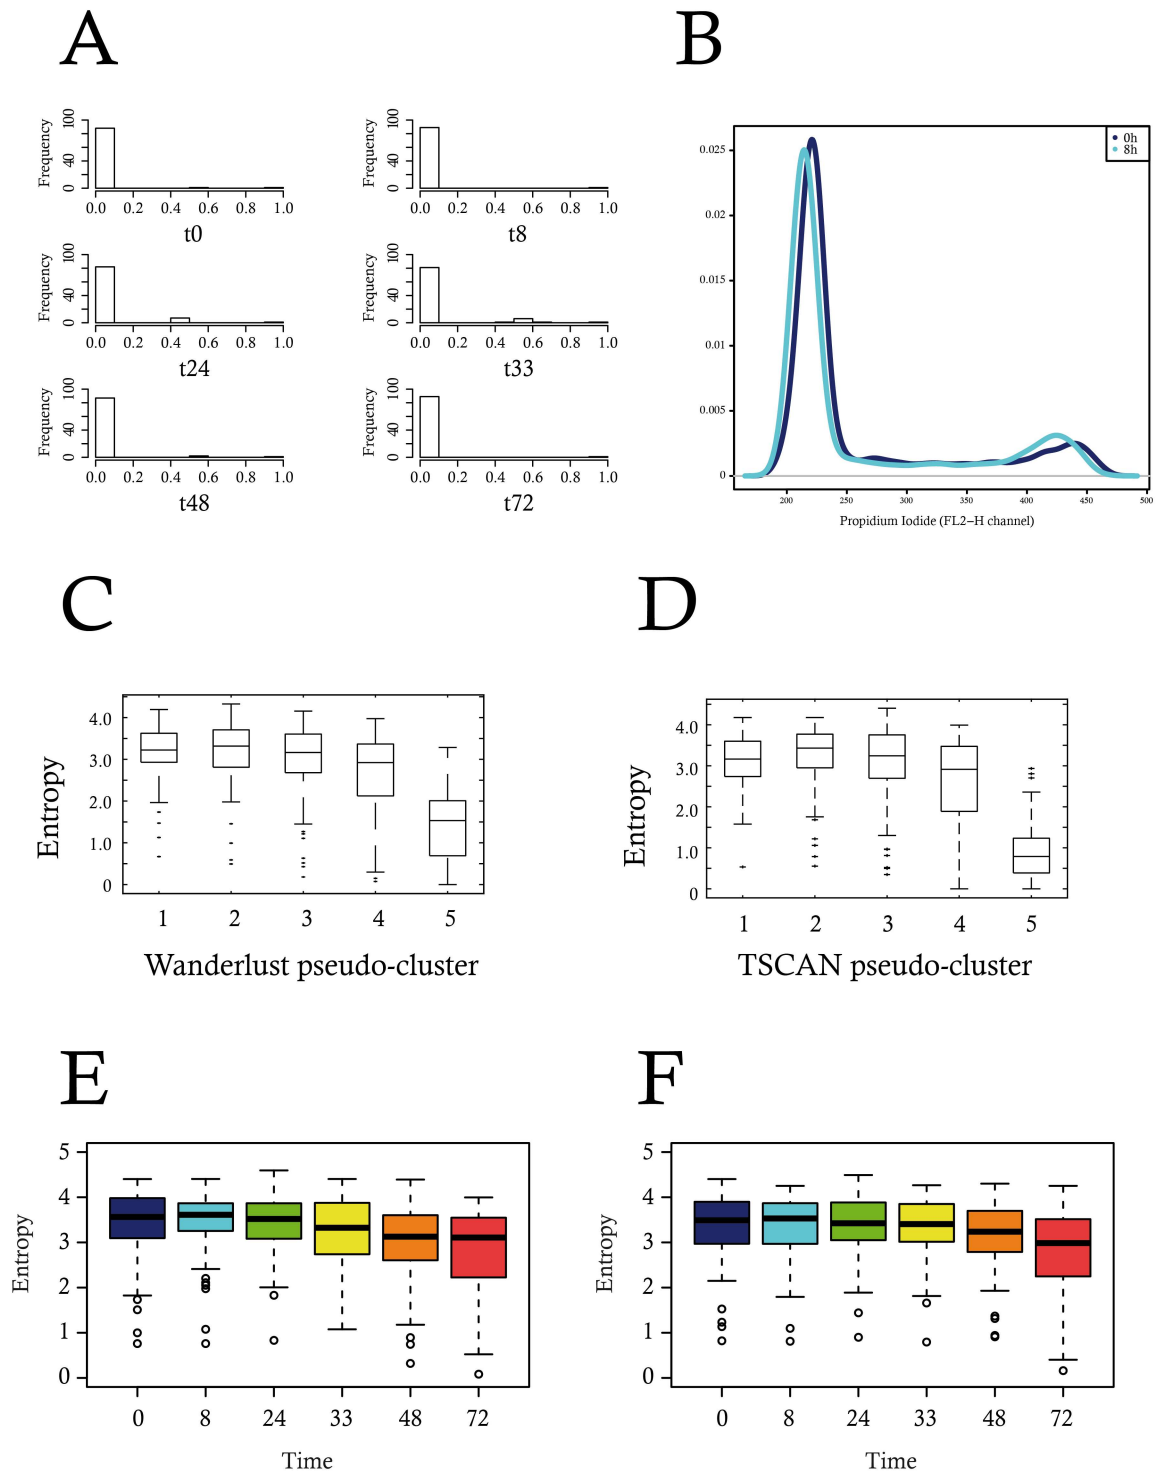 A
B
Frequency
0 40 100
0.0 0.2 0.4 0.6 0.8 1.0
t0
Frequency
0 40 100
0.0 0.2 0.4 0.6 0.8 1.0
t8
Frequency
0 40 100
0.0 0.2 0.4 0.6 0.8 1.0
t24
Frequency
0 40 100
0.0 0.2 0.4 0.6 0.8 1.0
t33
Frequency
0 40 100
0.0 0.2 0.4 0.6 0.8 1.0
t48
Frequency
0 40 100
0.0 0.2 0.4 0.6 0.8 1.0
t72
0h
8h
0.025
0.02
0.015
0.01
0.005
0
200 250 300 350 400 450 500
Propidium Iodide (FL2−H channel)
C
D
Entropy
4.0
3.0
2.0
1.0
0
1 2 3 4 5
Wanderlust pseudo-cluster
Entropy
4.0
3.0
2.0
1.0
0
1 2 3 4 5
TSCAN pseudo-cluster
E
F
Entropy
5
4
3
2
1
0
0 8 24 33 48 72
Time
Entropy
5
4
3
2
1
0
0 8 24 33 48 72
Time